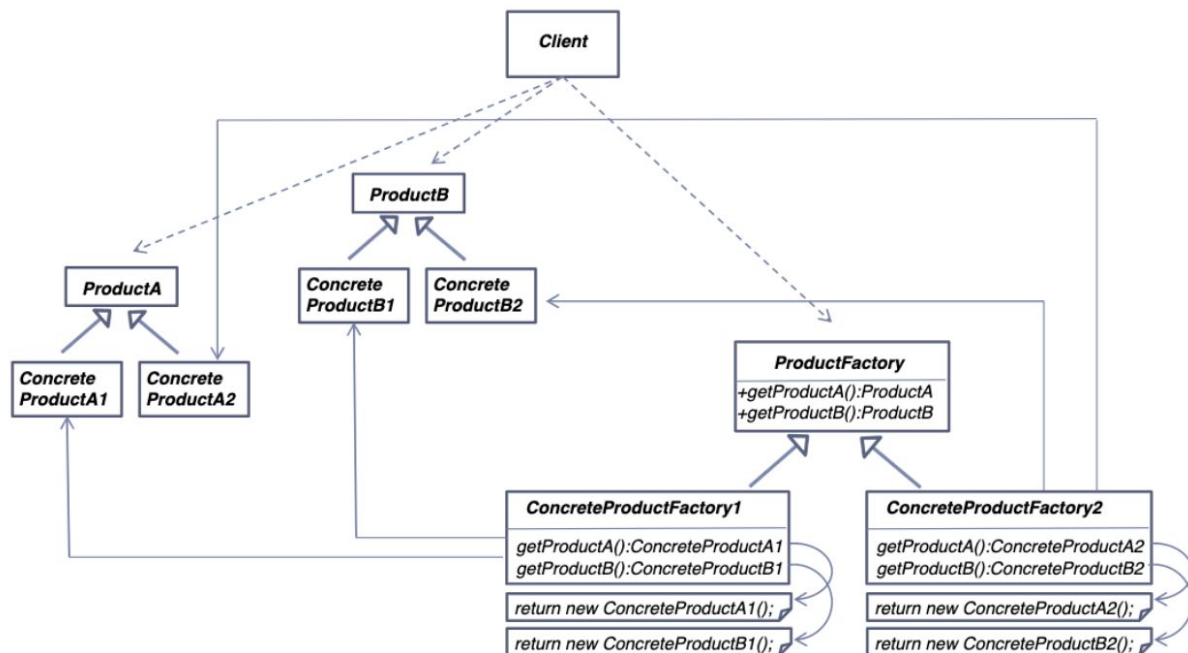 Client
ProductB
ProductA
Concrete
ProductB1
Concrete
ProductB2
Concrete
ProductA1
Concrete
ProductA2
ProductFactory
+getProductA():ProductA
+getProductB():ProductB
ConcreteProductFactory1
getProductA():ConcreteProductA1
getProductB():ConcreteProductB1
return new ConcreteProductA1();
return new ConcreteProductB1();
ConcreteProductFactory2
getProductA():ConcreteProductA2
getProductB():ConcreteProductB2
return new ConcreteProductA2();
return new ConcreteProductB2();